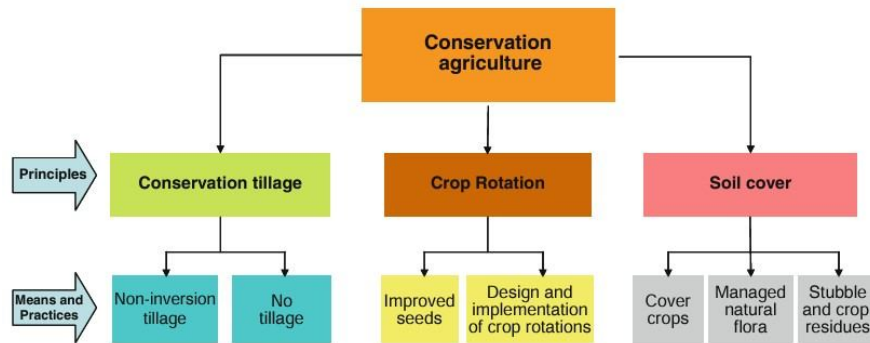 Conservation
agriculture
Principles
Conservation tillage
Crop Rotation
Soil cover
Means and
Practices
Non-inversion
tillage
No
tillage
Improved
seeds
Design and
implementation
of crop rotations
Cover
crops
Managed
natural
flora
Stubble
and crop
residues